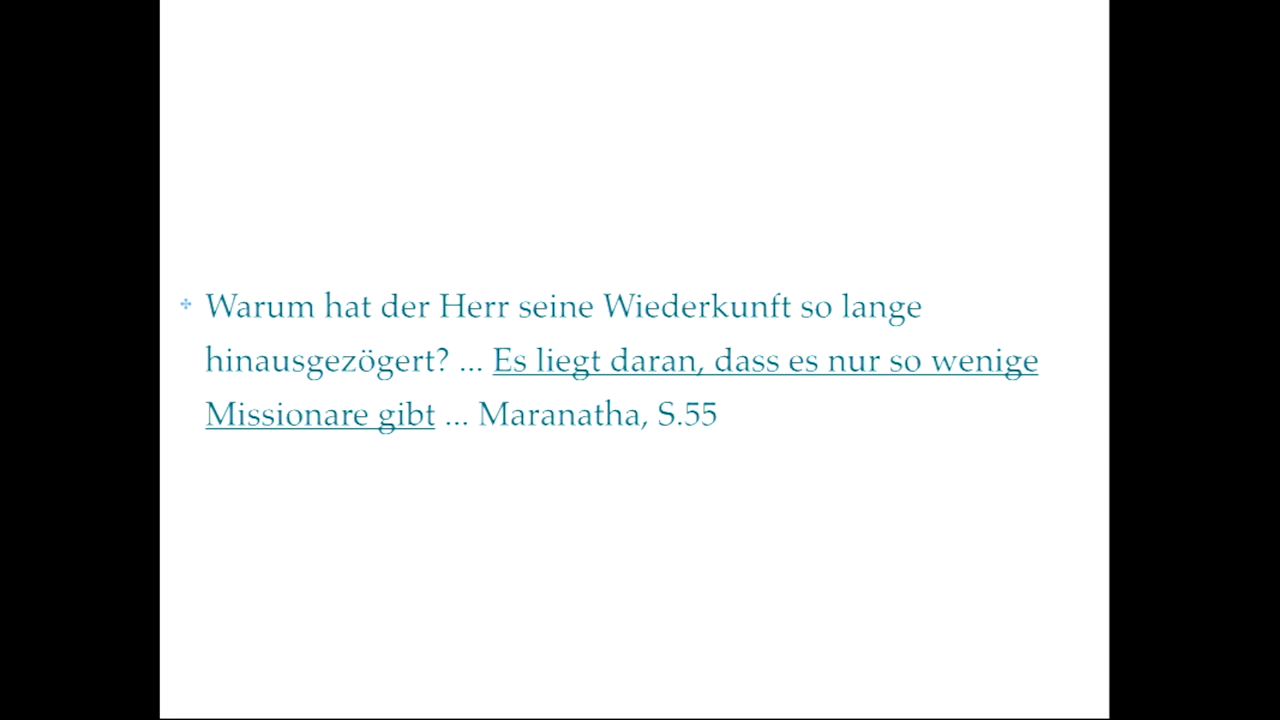 Warum hat der Herr seine Wiederkunft so lange
hinausgezögert? ... Es liegt daran, dass es nur so wenige
Missionare gibt ... Maranatha, S.55